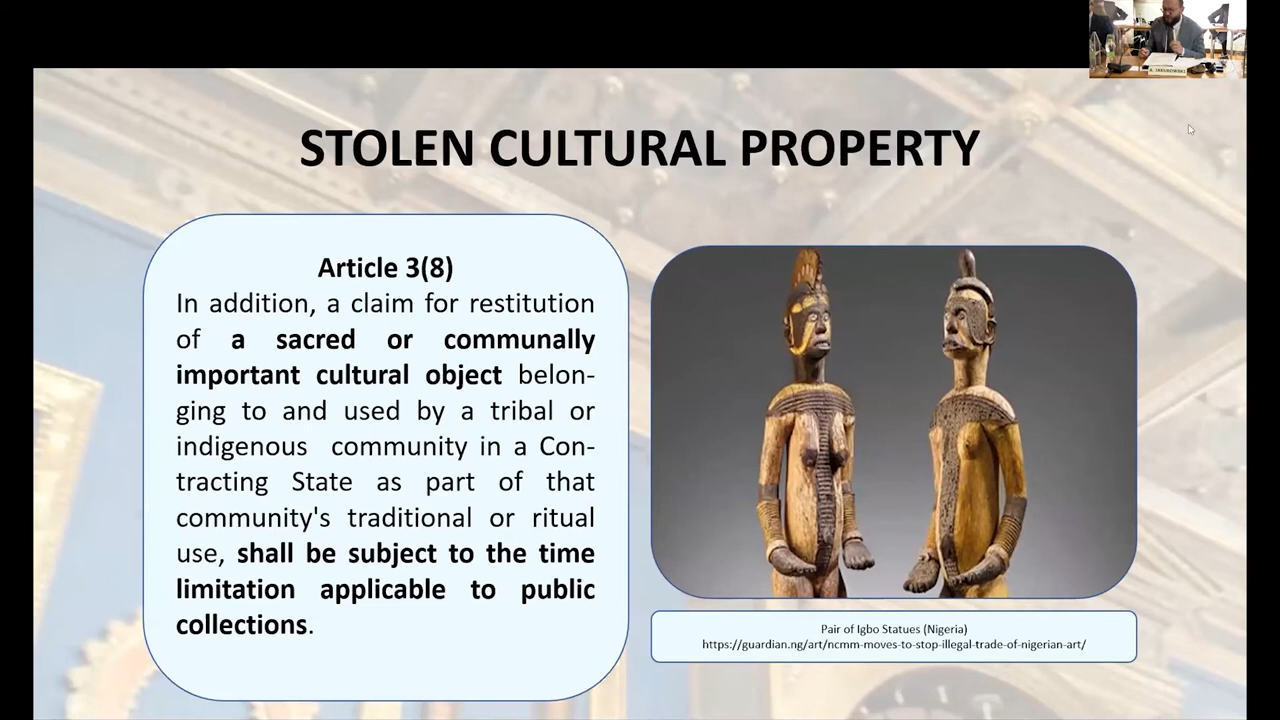 STOLEN CULTURAL PROPERTY
Article 3(8)
In addition, a claim for restitution
of a sacred or communally
important cultural object belon-
ging to and used by a tribal or
indigenous community in a Con-
tracting State as part of that
community's traditional or ritual
use, shall be subject to the time
limitation applicable to public
collections.
Pair of Igbo Statues (Nigeria)
https://guardian.ng/art/ncmm-moves-to-stop-illegal-trade-of-nigerian-art/